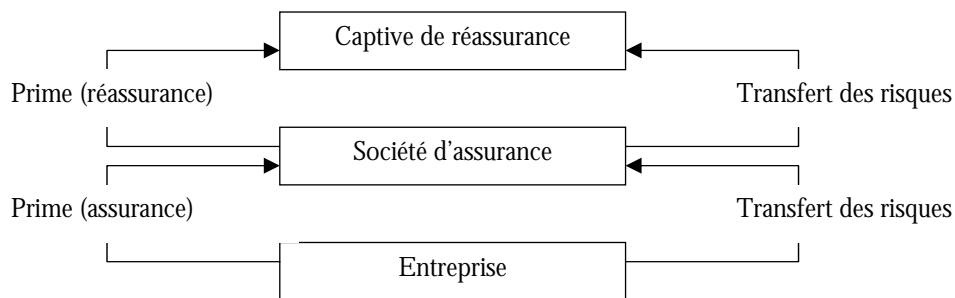 Captive de réassurance
Prime (réassurance)
Transfert des risques
Société d'assurance
Prime (assurance)
Transfert des risques
Entreprise